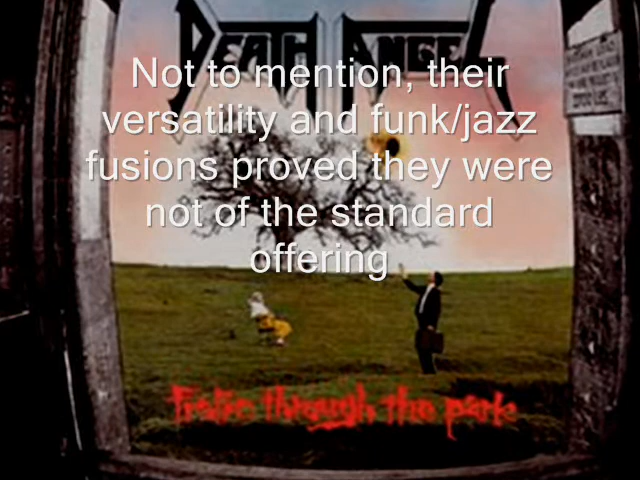 DEATH ANGEL
Not to mention, their
versatility and funk/jazz
fusions proved they were
not of the standard
offering
Frolic through the park